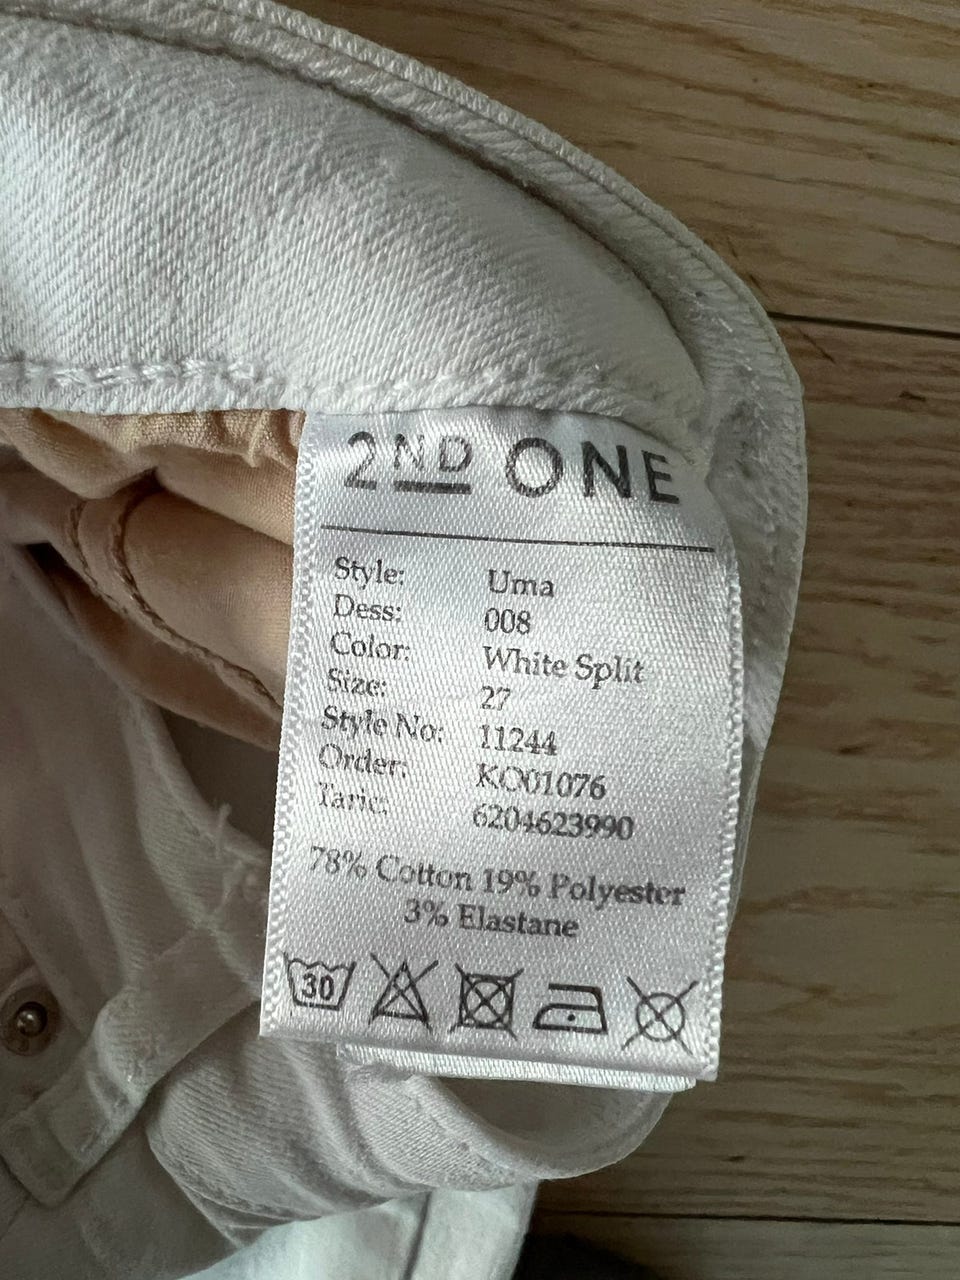 2ND ONE
Style: Uma
Dess: 008
Color: White Split
Size: 27
Style No: 11244
Order: KO01076
Taric: 6204623990
78% Cotton 19% Polyester
3% Elastane
30